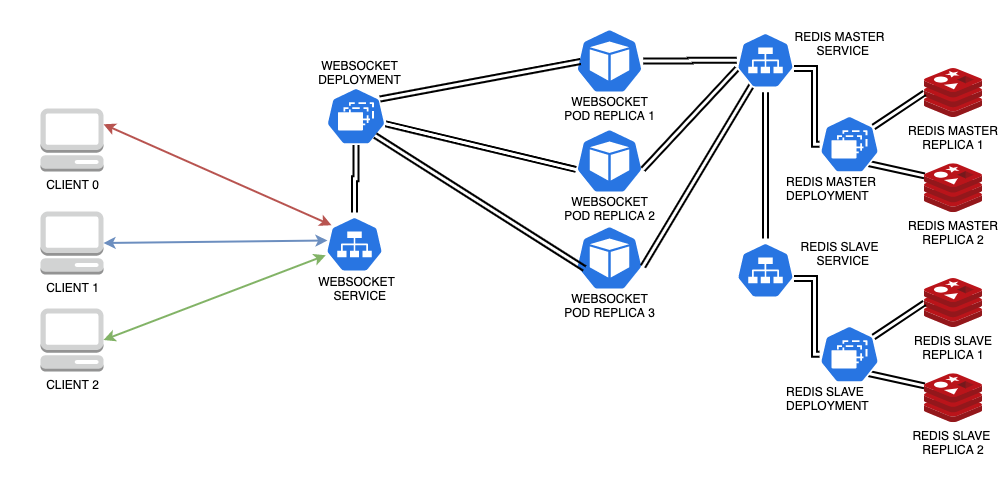 CLIENT 0
CLIENT 1
CLIENT 2
WEBSOCKET
DEPLOYMENT
WEBSOCKET
SERVICE
WEBSOCKET
POD REPLICA 1
WEBSOCKET
POD REPLICA 2
WEBSOCKET
POD REPLICA 3
REDIS MASTER
SERVICE
REDIS MASTER
DEPLOYMENT
REDIS MASTER
REPLICA 1
REDIS MASTER
REPLICA 2
REDIS SLAVE
SERVICE
REDIS SLAVE
DEPLOYMENT
REDIS SLAVE
REPLICA 1
REDIS SLAVE
REPLICA 2